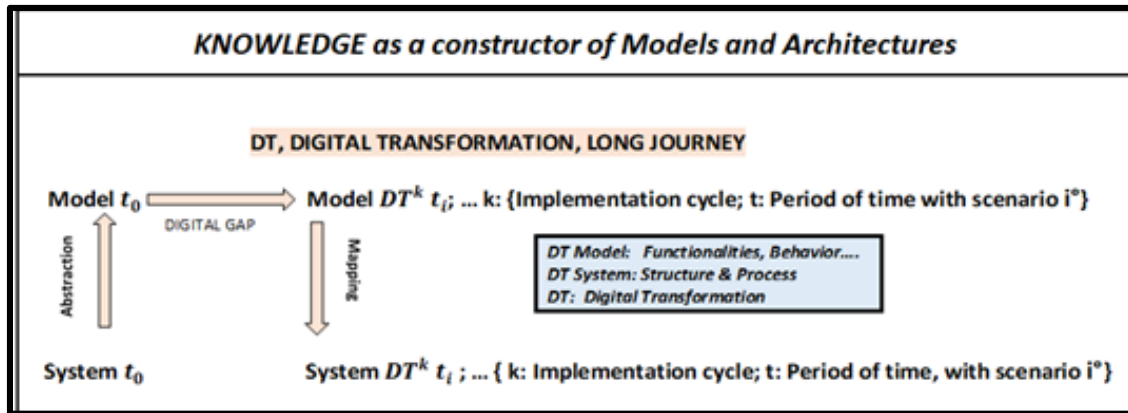 KNOWLEDGE as a constructor of Models and Architectures
DT, DIGITAL TRANSFORMATION, LONG JOURNEY
Model t₀
DIGITAL GAP
Model DTᵏ tᵢ; ... k: {Implementation cycle; t: Period of time with scenario i°}
Abstraction
Mapping
DT Model: Functionalities, Behavior....
DT System: Structure & Process
DT: Digital Transformation
System t₀
System DTᵏ tᵢ ; ... { k: Implementation cycle; t: Period of time, with scenario i°}